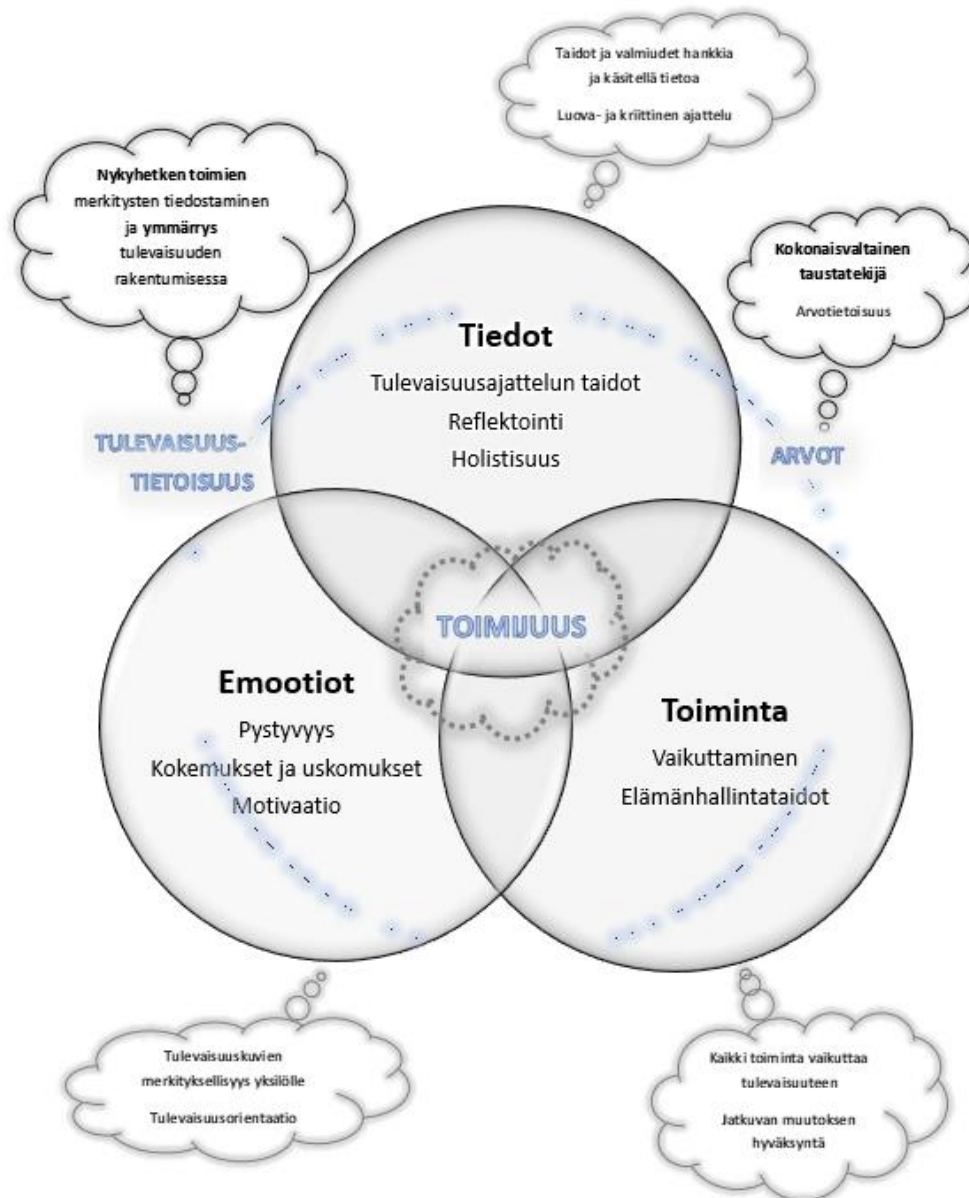 Taidot ja valmiudet hankkia
ja käsitellä tietoa
Luova- ja kriittinen ajattelu
Nykyhetken toimien
merkitysten tiedostaminen
ja ymmärrys
tulevaisuuden
rakentumisessa
Kokonaisvaltainen
taustatekijä
Arvotietoisuus
Tiedot
Tulevaisuusajattelun taidot
Reflektointi
Holistisuus
TULEVAISUUS-
TIETOISUUS
ARVOT
TOIMIJUUS
Emootiot
Pystyvyys
Kokemukset ja uskomukset
Motivaatio
Toiminta
Vaikuttaminen
Elämänhallintataidot
Tulevaisuuskuvien
merkityksellisyys yksilölle
Tulevaisuusorientaatio
Kaikki toiminta vaikuttaa
tulevaisuuteen
Jatkuvan muutoksen
hyväksyntä